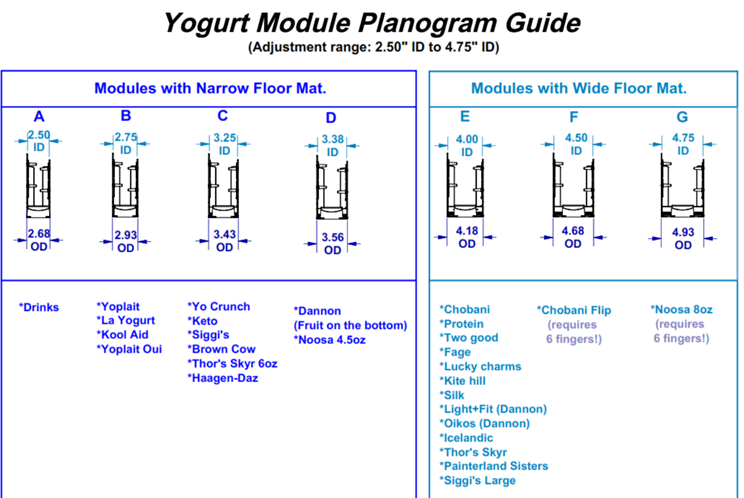 Yogurt Module Planogram Guide
(Adjustment range: 2.50" ID to 4.75" ID)
Modules with Narrow Floor Mat.
A
2.50
ID
2.68
OD
*Drinks
B
2.75
ID
2.93
OD
*Yoplait
*La Yogurt
*Kool Aid
*Yoplait Oui
C
3.25
ID
3.43
OD
*Yo Crunch
*Keto
*Siggi's
*Brown Cow
*Thor's Skyr 6oz
*Haagen-Daz
D
3.38
ID
3.56
OD
*Dannon
(Fruit on the bottom)
*Noosa 4.5oz
Modules with Wide Floor Mat.
E
4.00
ID
4.18
OD
*Chobani
*Protein
*Two good
*Fage
*Lucky charms
*Kite hill
*Silk
*Light+Fit (Dannon)
*Oikos (Dannon)
*Icelandic
*Thor's Skyr
*Painterland Sisters
*Siggi's Large
F
4.50
ID
4.68
OD
*Chobani Flip
(requires
6 fingers!)
G
4.75
ID
4.93
OD
*Noosa 8oz
(requires
6 fingers!)